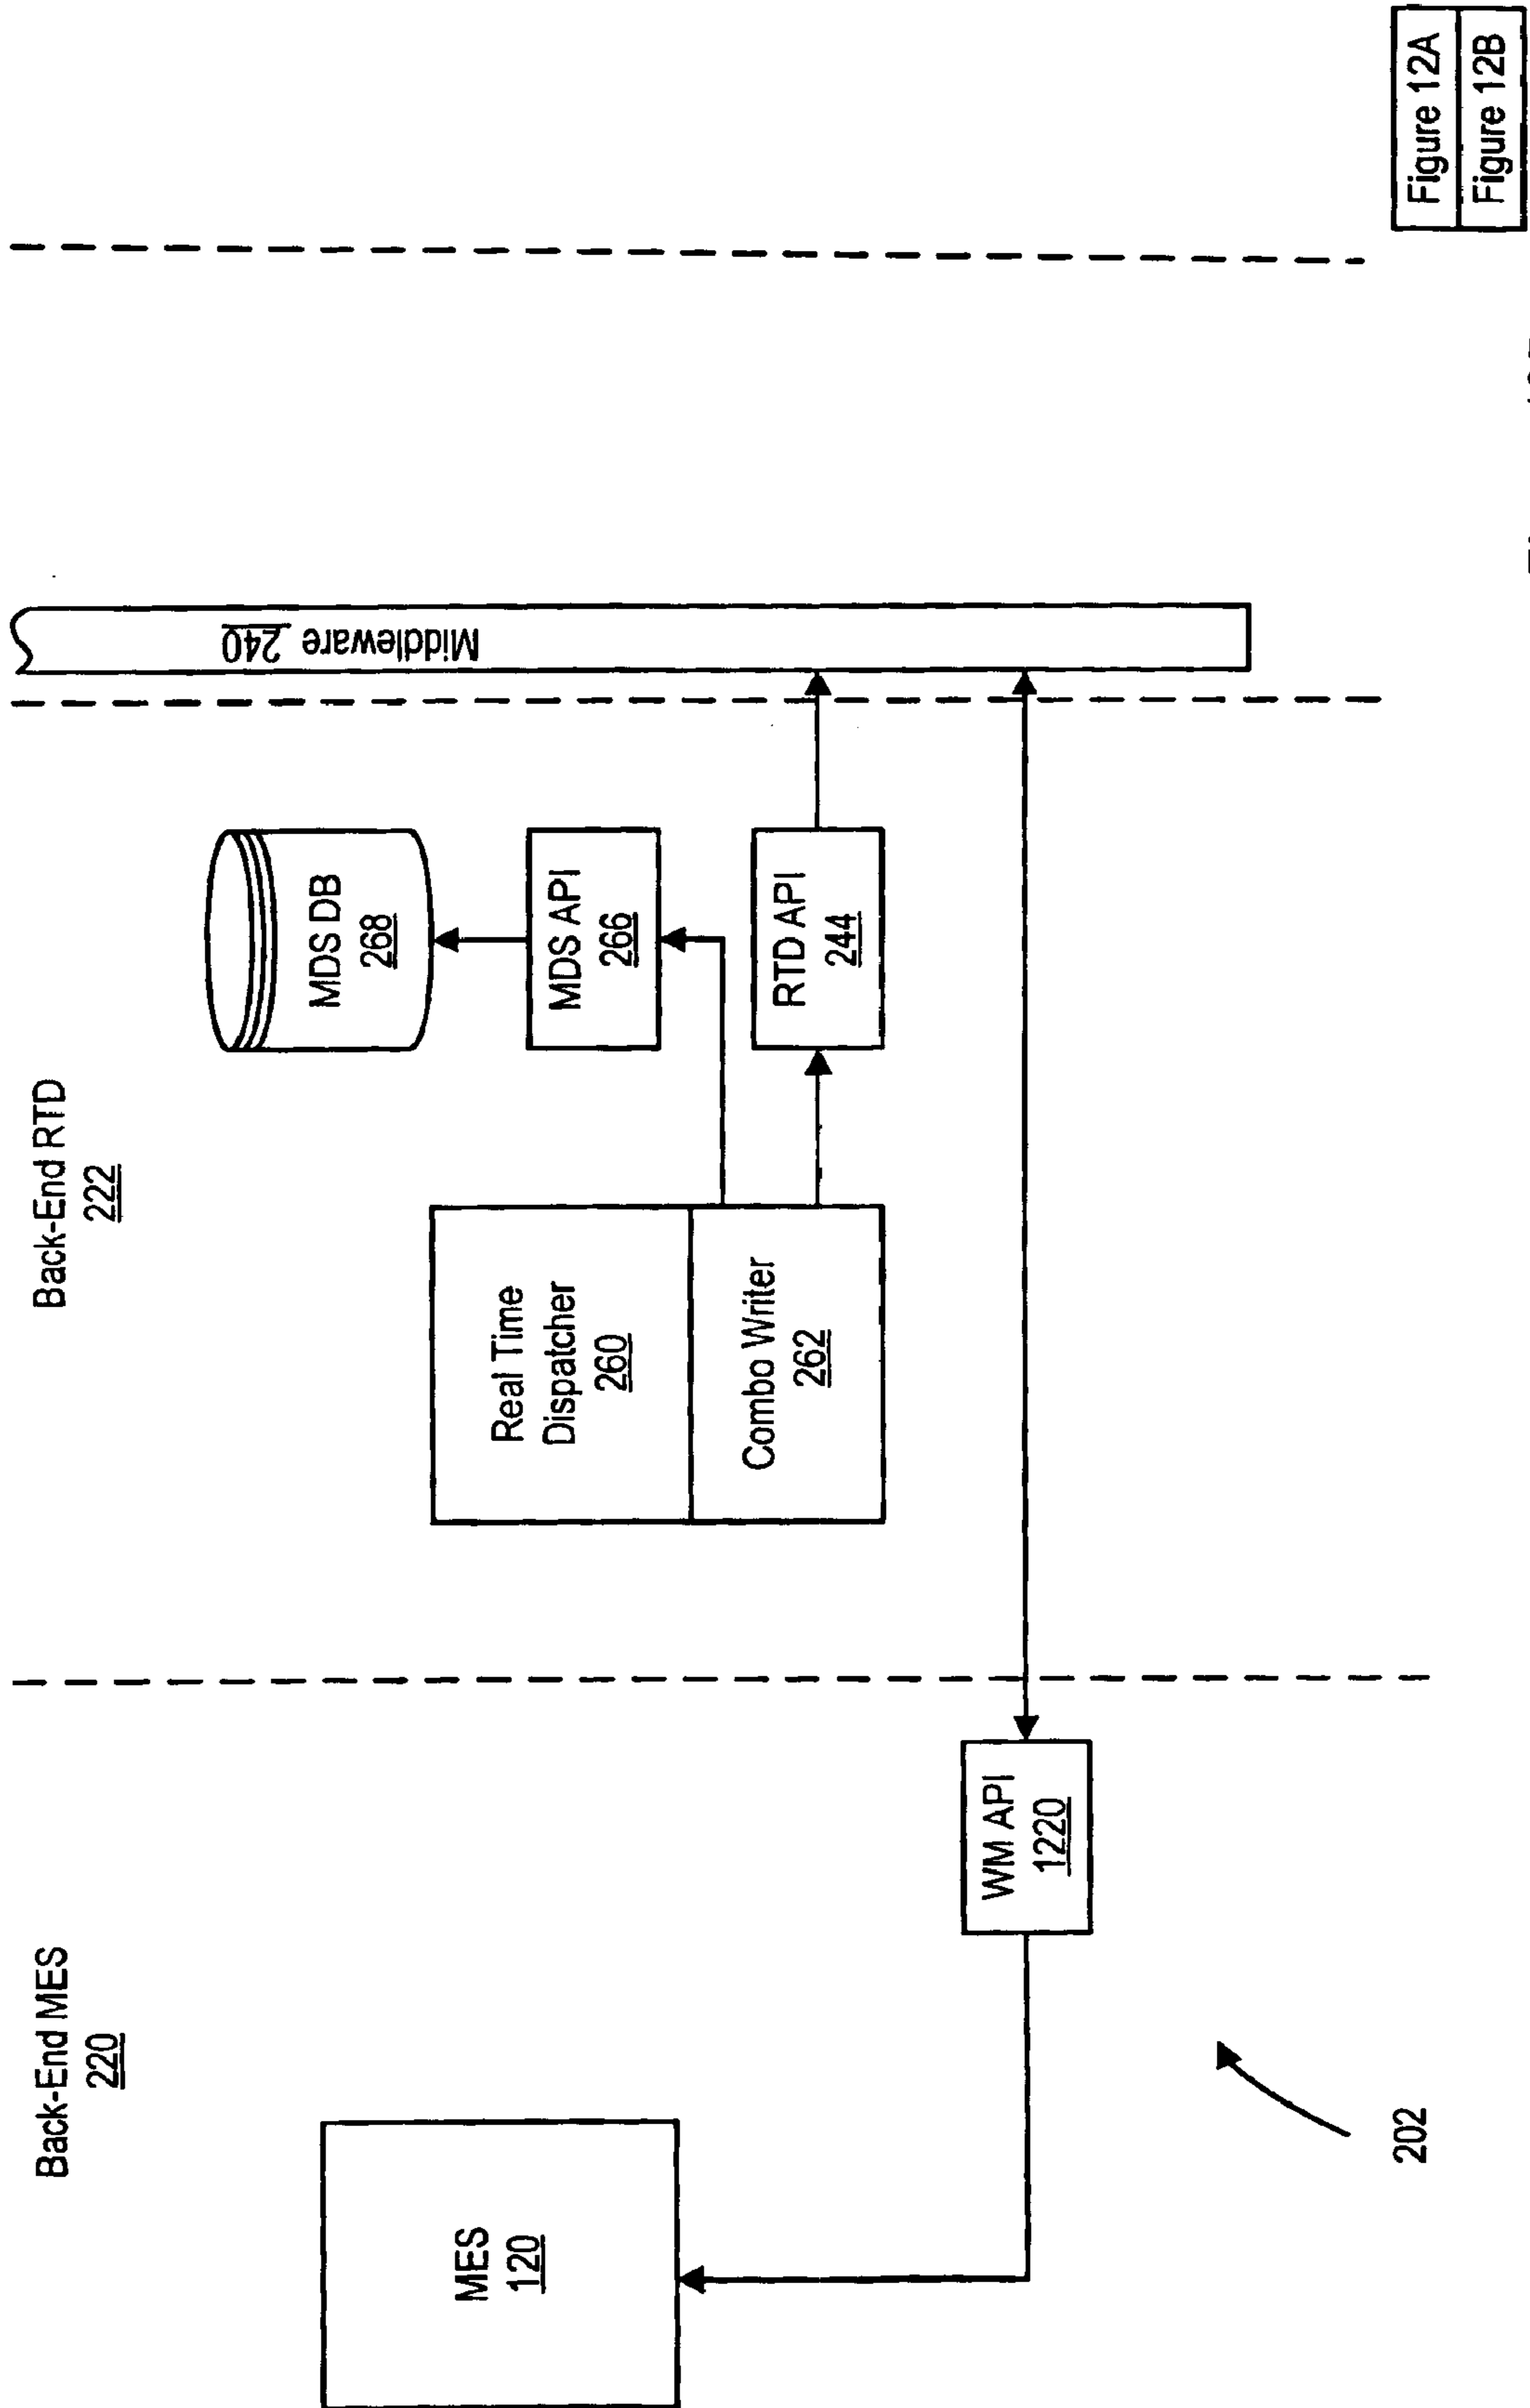 Back-End MES
220
Back-End RTD
222
MES
120
WM API
1220
Real Time
Dispatcher
260
Combo Writer
262
MDS DB
268
MDS API
266
RTD API
244
Middleware 240
202
Figure 12A
Figure 12B